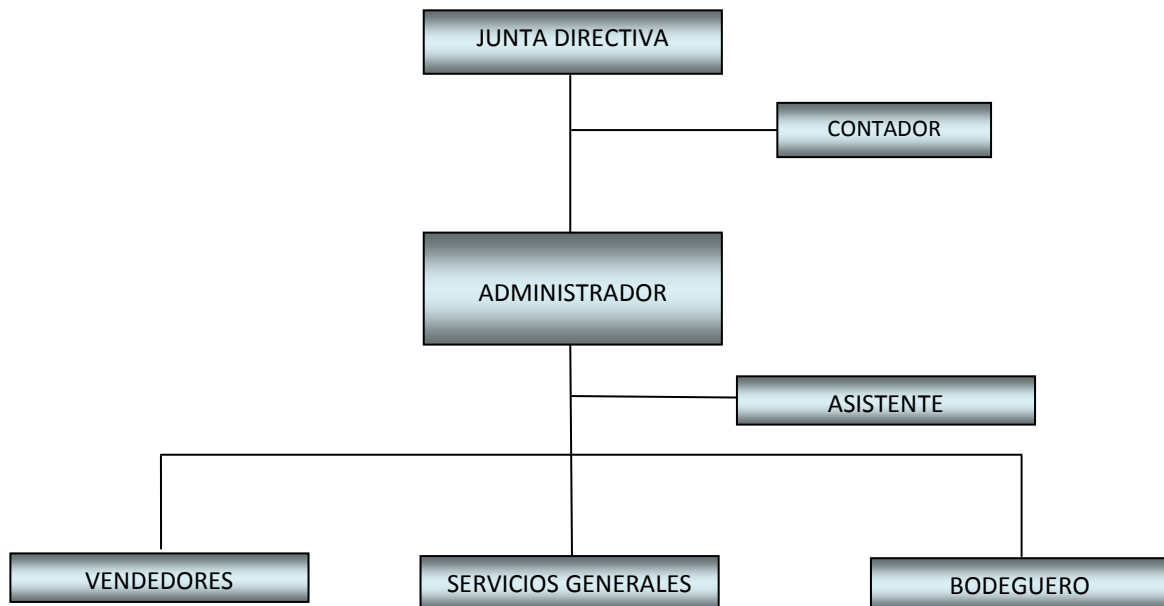 JUNTA DIRECTIVA
CONTADOR
ADMINISTRADOR
ASISTENTE
VENDEDORES
SERVICIOS GENERALES
BODEGUERO